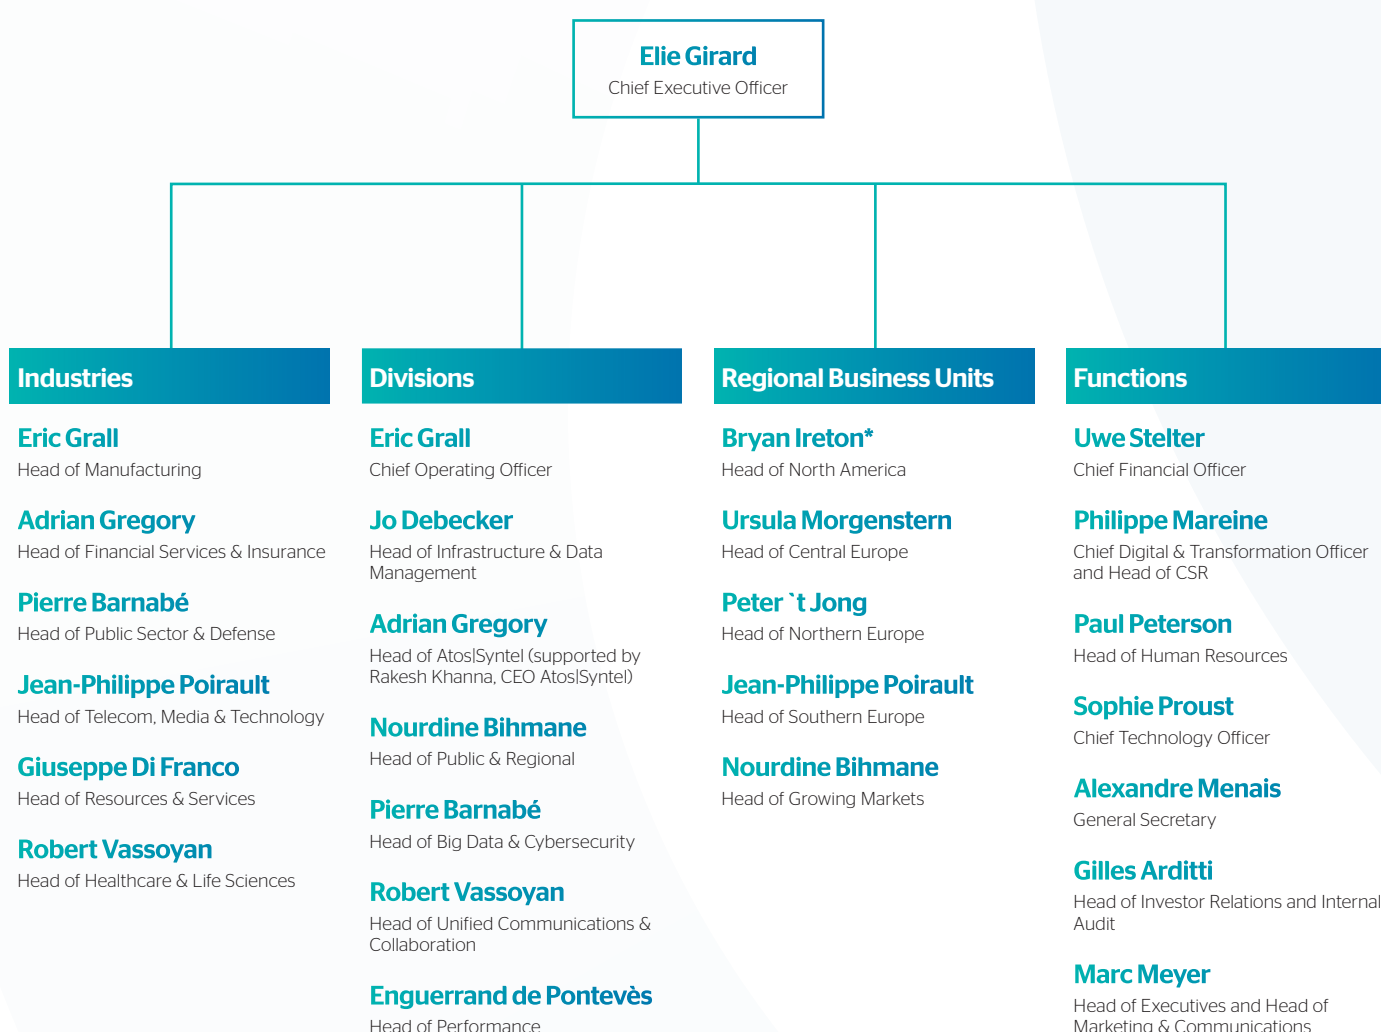 Elie Girard
Chief Executive Officer
Industries
Eric Grall
Head of Manufacturing
Adrian Gregory
Head of Financial Services & Insurance
Pierre Barnabé
Head of Public Sector & Defense
Jean-Philippe Poirault
Head of Telecom, Media & Technology
Giuseppe Di Franco
Head of Resources & Services
Robert Vassoyan
Head of Healthcare & Life Sciences
Divisions
Eric Grall
Chief Operating Officer
Jo Debecker
Head of Infrastructure & Data
Management
Adrian Gregory
Head of Atos|Syntel (supported by
Rakesh Khanna, CEO Atos|Syntel)
Nourdine Bihmane
Head of Public & Regional
Pierre Barnabé
Head of Big Data & Cybersecurity
Robert Vassoyan
Head of Unified Communications &
Collaboration
Enguerrand de Pontevès
Head of Performance
Regional Business Units
Bryan Ireton*
Head of North America
Ursula Morgenstern
Head of Central Europe
Peter `t Jong
Head of Northern Europe
Jean-Philippe Poirault
Head of Southern Europe
Nourdine Bihmane
Head of Growing Markets
Functions
Uwe Stelter
Chief Financial Officer
Philippe Mareine
Chief Digital & Transformation Officer
and Head of CSR
Paul Peterson
Head of Human Resources
Sophie Proust
Chief Technology Officer
Alexandre Menais
General Secretary
Gilles Arditti
Head of Investor Relations and Internal
Audit
Marc Meyer
Head of Executives and Head of
Marketing & Communications